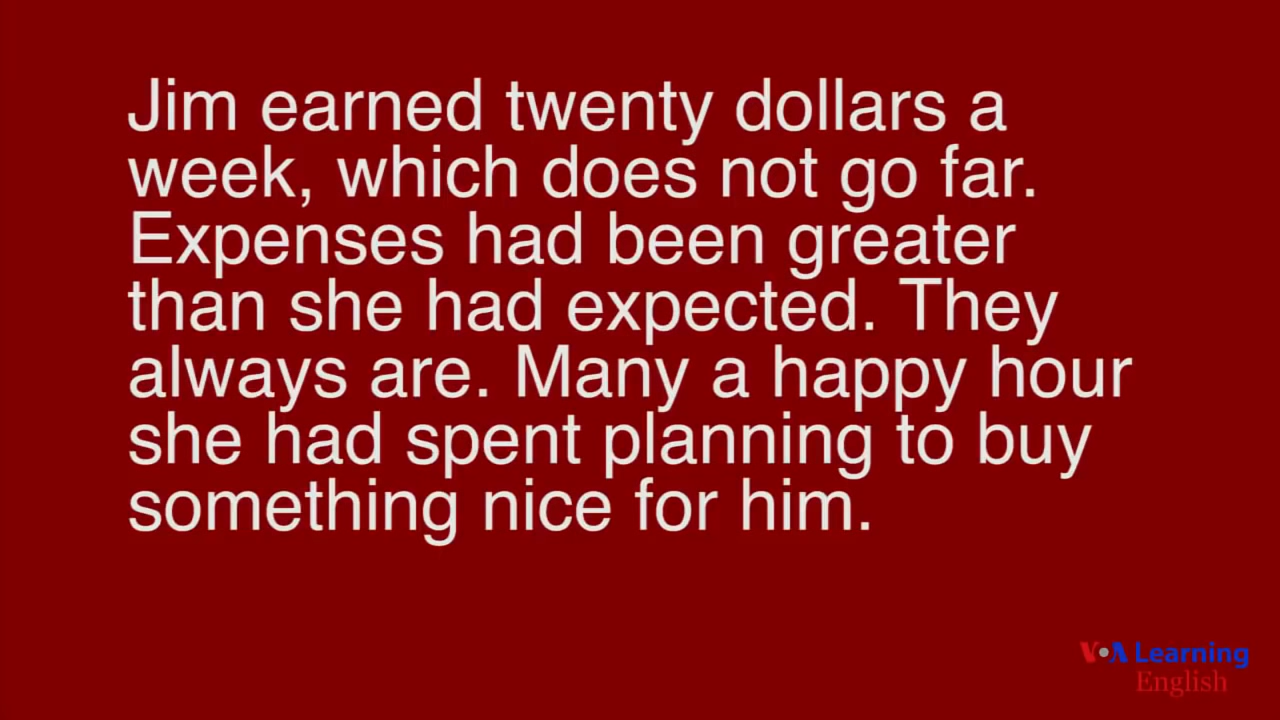 Jim earned twenty dollars a
week, which does not go far.
Expenses had been greater
than she had expected. They
always are. Many a happy hour
she had spent planning to buy
something nice for him.
VOA Learning
English